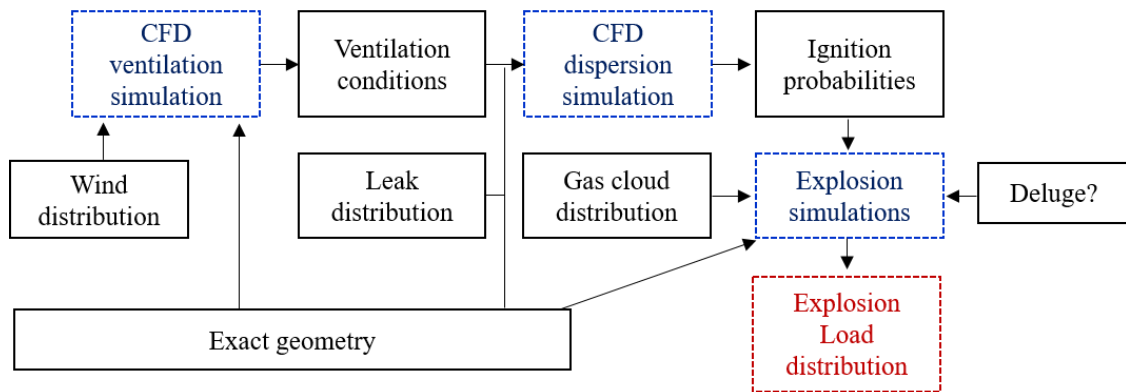 CFD
ventilation
simulation
Ventilation
conditions
CFD
dispersion
simulation
Ignition
probabilities
Wind
distribution
Leak
distribution
Gas cloud
distribution
Explosion
simulations
Deluge?
Exact geometry
Explosion
Load
distribution